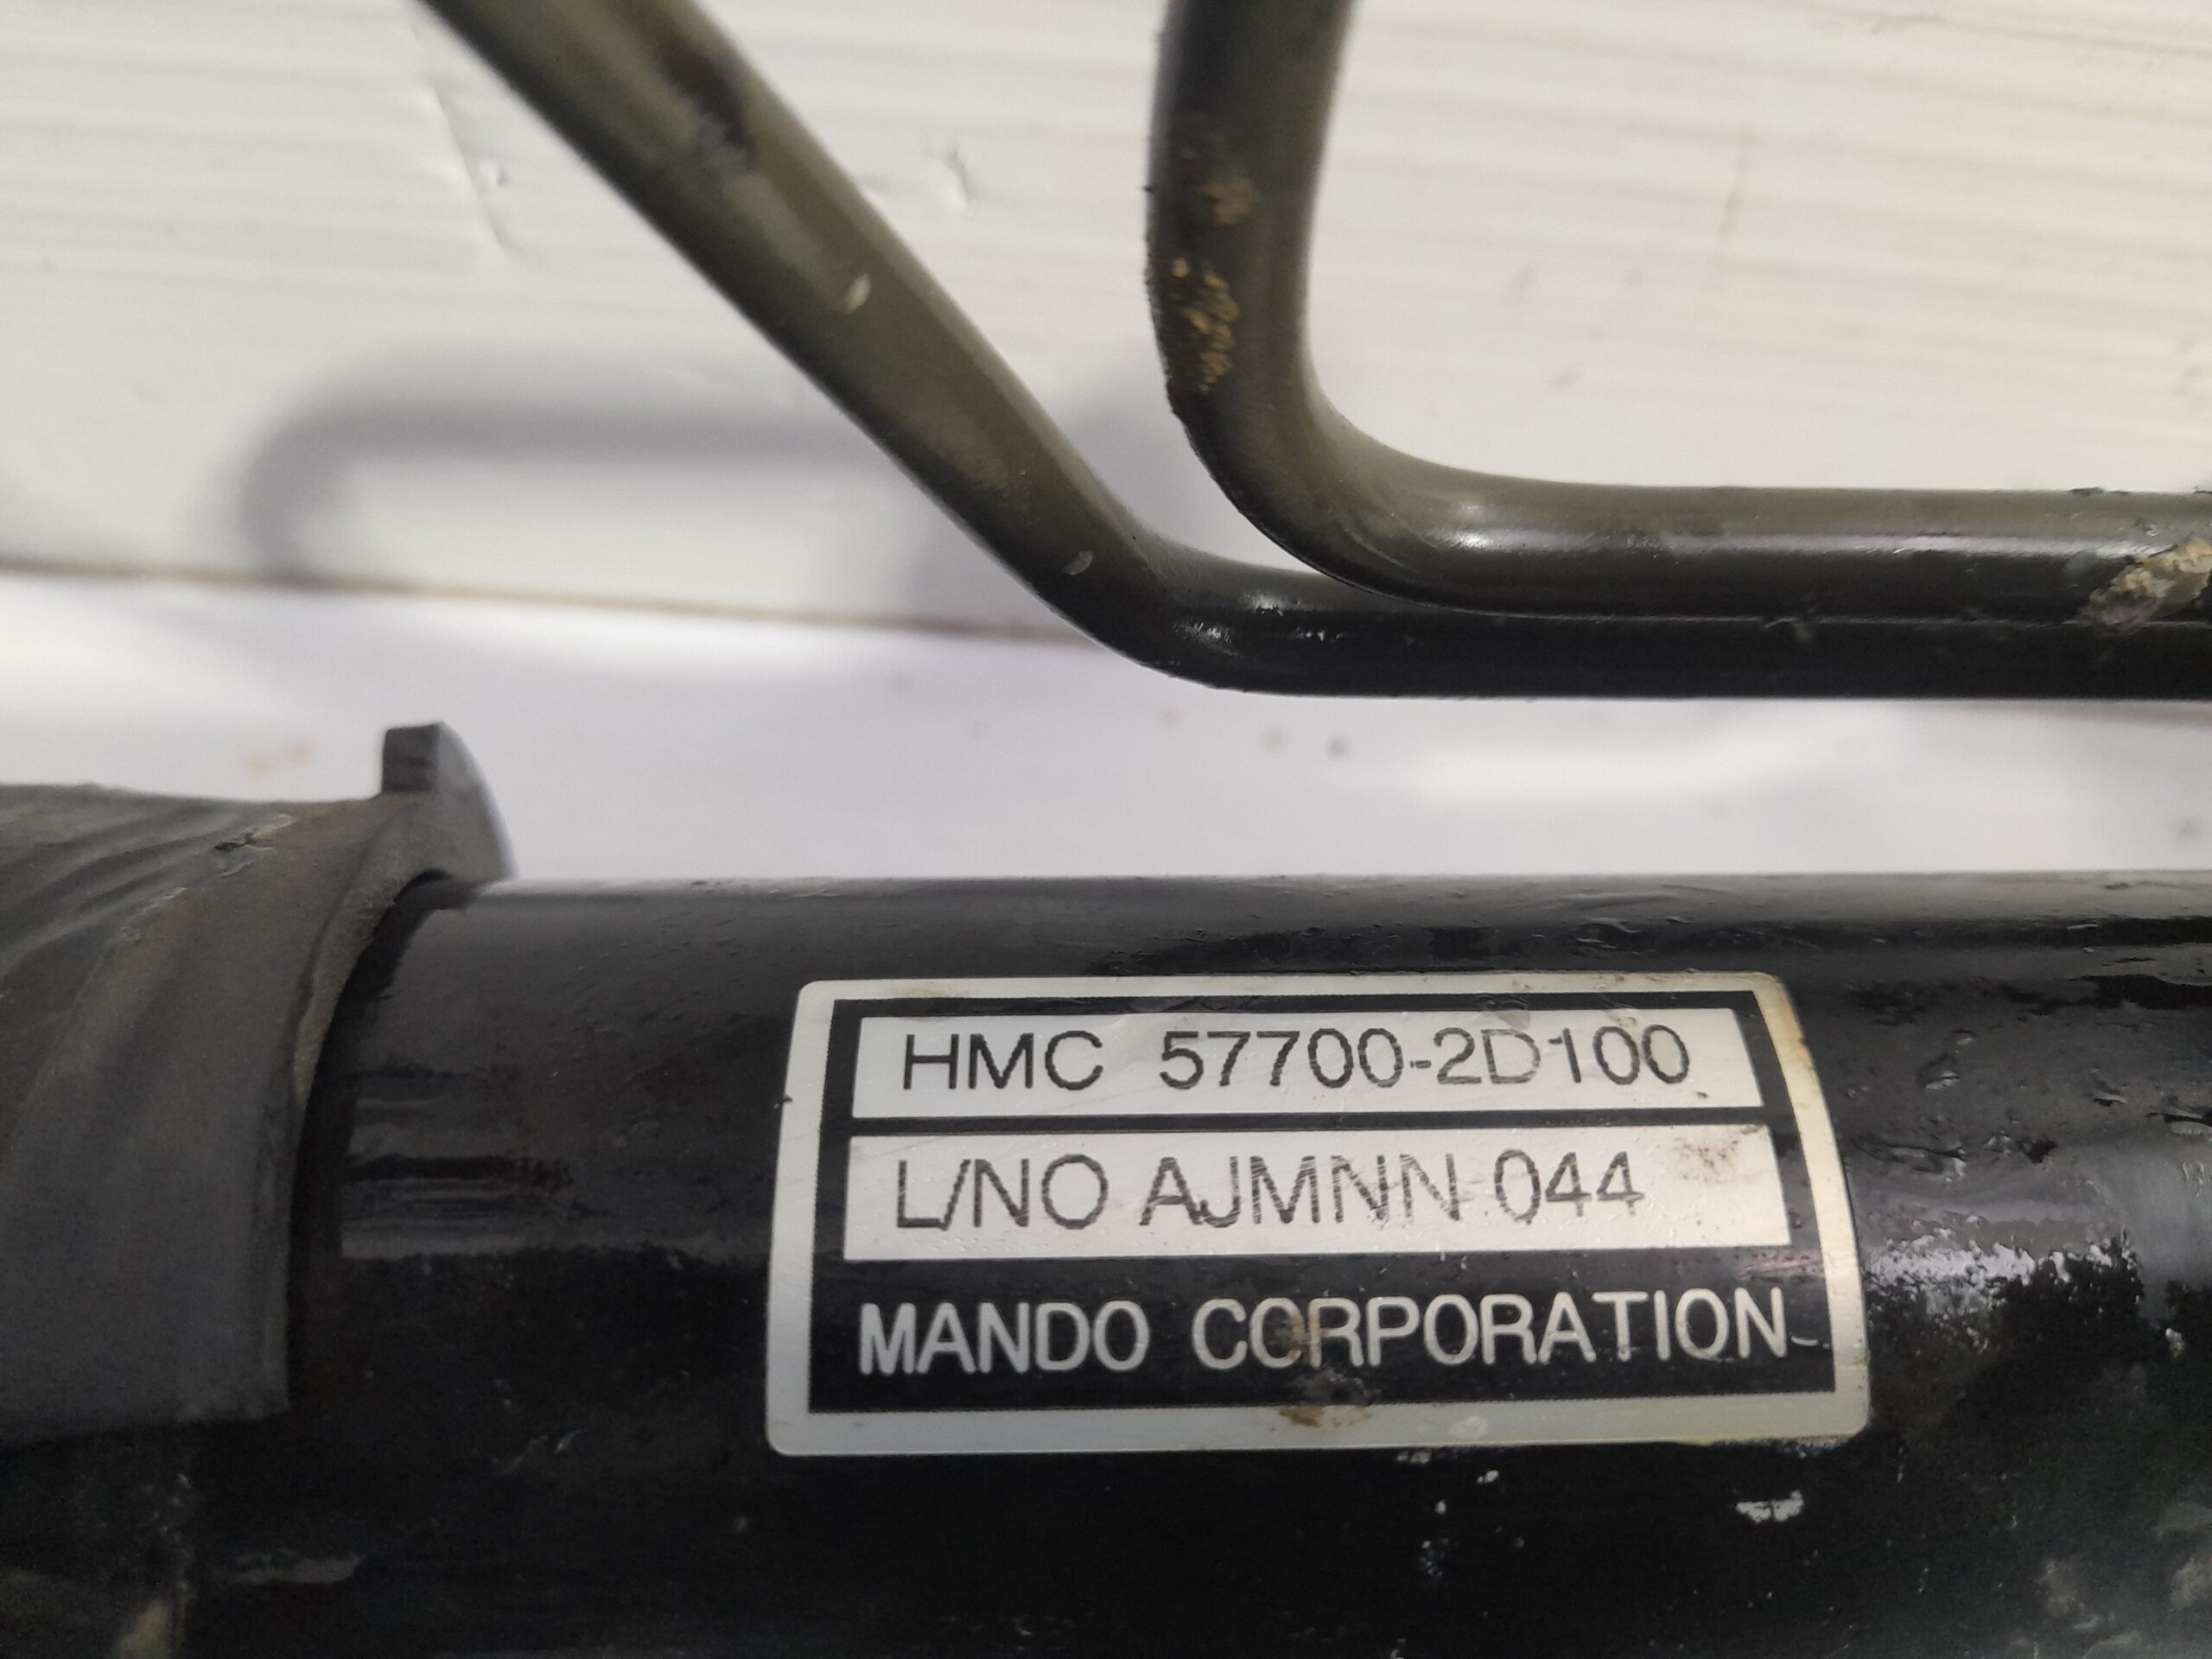 HMC 57700-2D100
L/NO AJMNN 044
MANDO CORPORATION